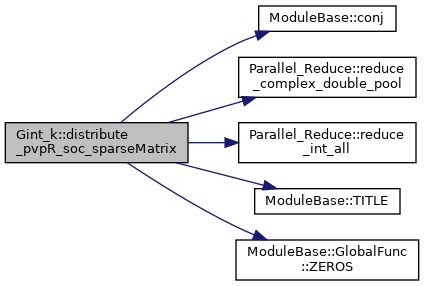 Gint_k::distribute
_pvpR_soc_sparseMatrix
ModuleBase::conj
Parallel_Reduce::reduce
_complex_double_pool
Parallel_Reduce::reduce
_int_all
ModuleBase::TITLE
ModuleBase::GlobalFunc
::ZEROS